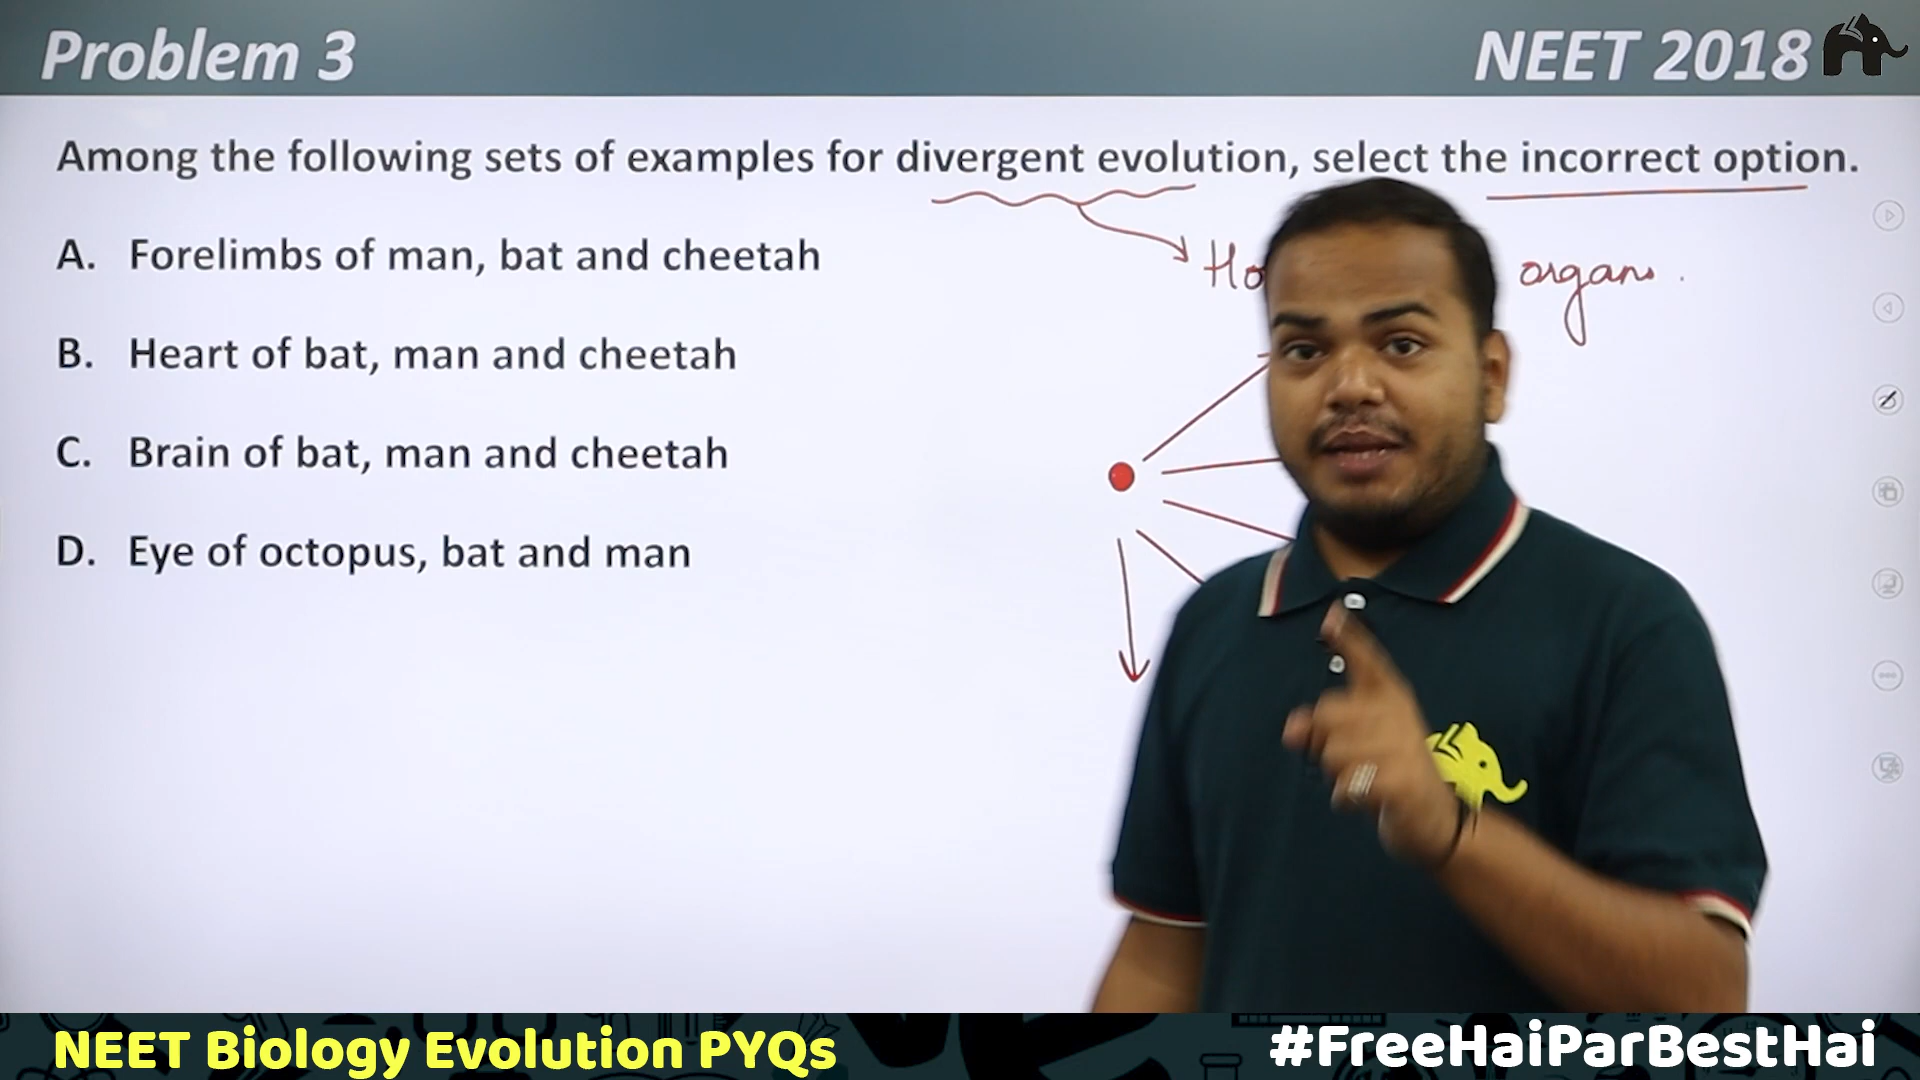 Problem 3
NEET 2018
Among the following sets of examples for divergent evolution, select the incorrect option.
Ho organs.
A. Forelimbs of man, bat and cheetah
B. Heart of bat, man and cheetah
C. Brain of bat, man and cheetah
D. Eye of octopus, bat and man
NEET Biology Evolution PYQs
#FreeHaiParBestHai